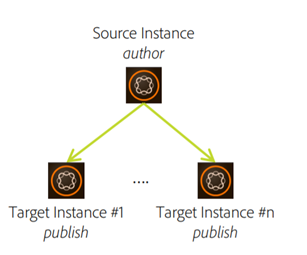 Source Instance
author
....
Target Instance #1
publish
Target Instance #n
publish